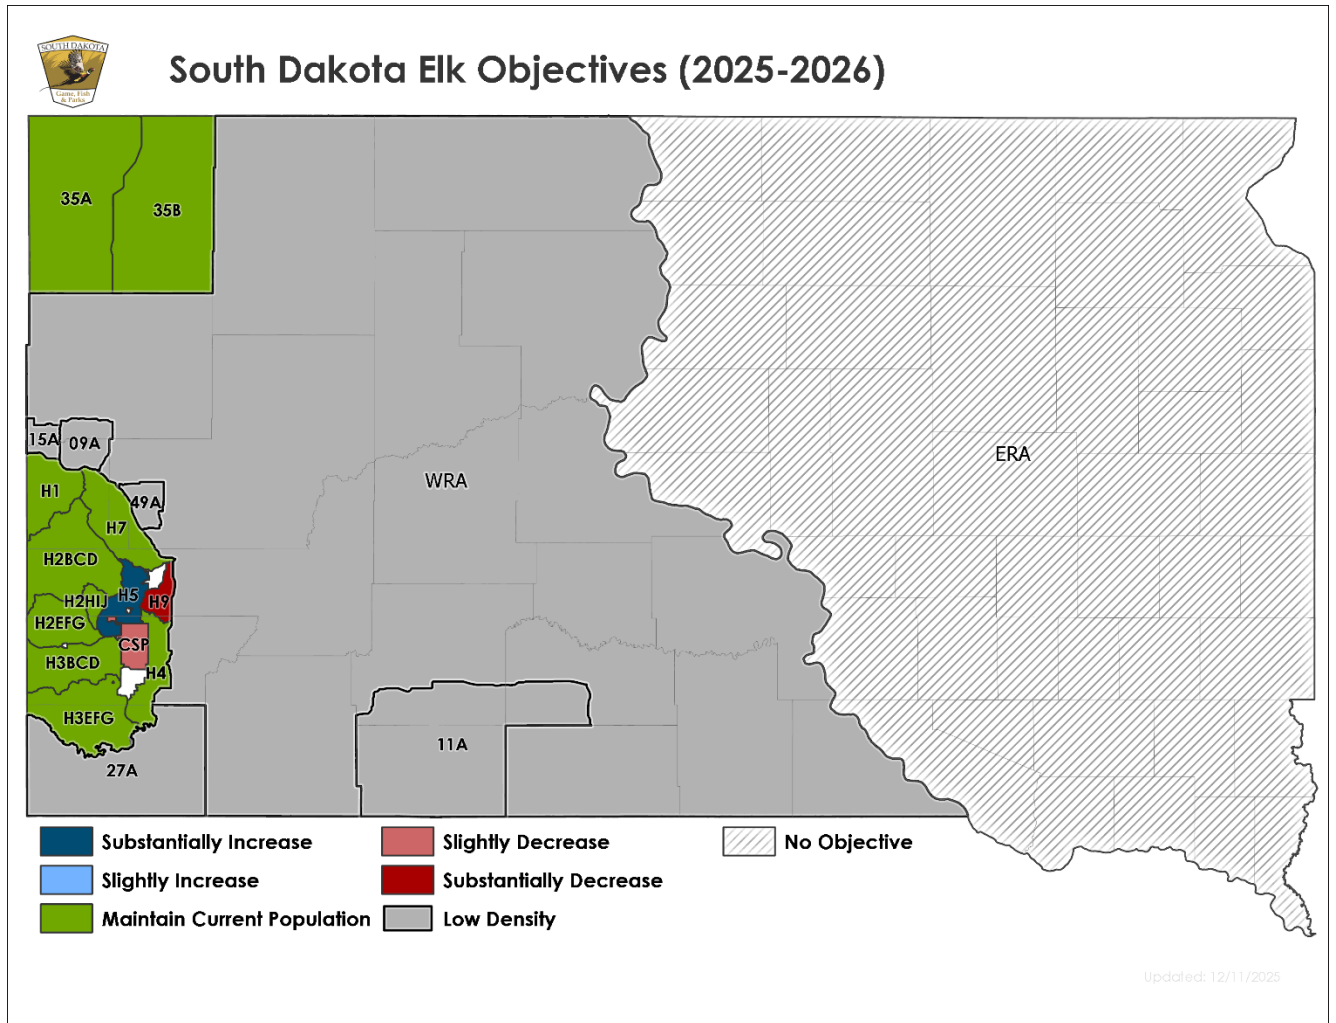 SOUTH DAKOTA
Game, Fish
& Parks
South Dakota Elk Objectives (2025-2026)
35A
35B
15A
09A
WRA
ERA
H1
49A
H7
H2BCD
H5
H2HIJ
H9
H2EFG
CSP
H3BCD
H4
H3EFG
11A
27A
Substantially Increase
Slightly Decrease
No Objective
Slightly Increase
Substantially Decrease
Maintain Current Population
Low Density
Updated: 12/11/2025